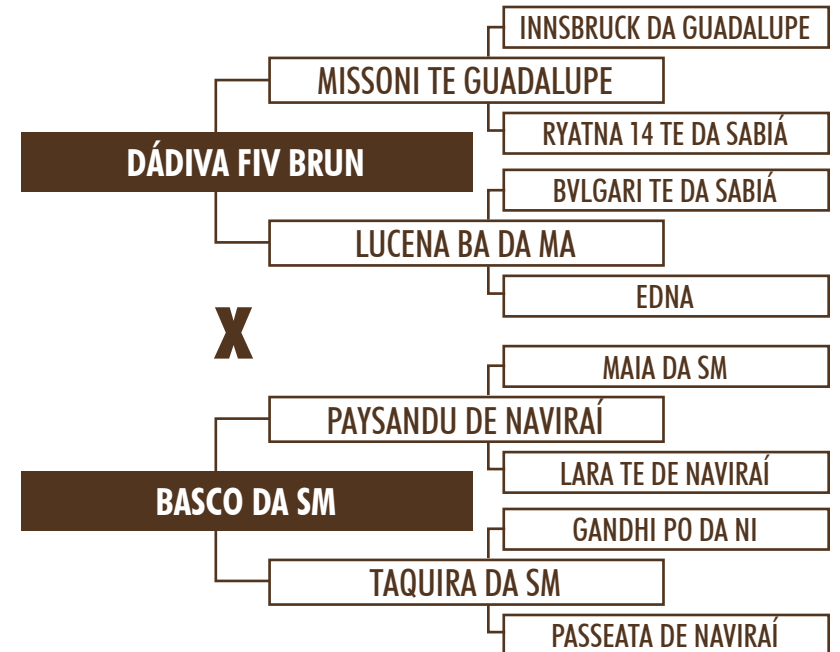 INNSBRUCK DA GUADALUPE
MISSONI TE GUADALUPE
RYATNA 14 TE DA SABIÁ
DÁDIVA FIV BRUN
BVLGARI TE DA SABIÁ
LUCENA BA DA MA
EDNA
X
MAIA DA SM
PAYSANDU DE NAVIRAÍ
LARA TE DE NAVIRAÍ
BASCO DA SM
GANDHI PO DA NI
TAQUIRA DA SM
PASSEATA DE NAVIRAÍ